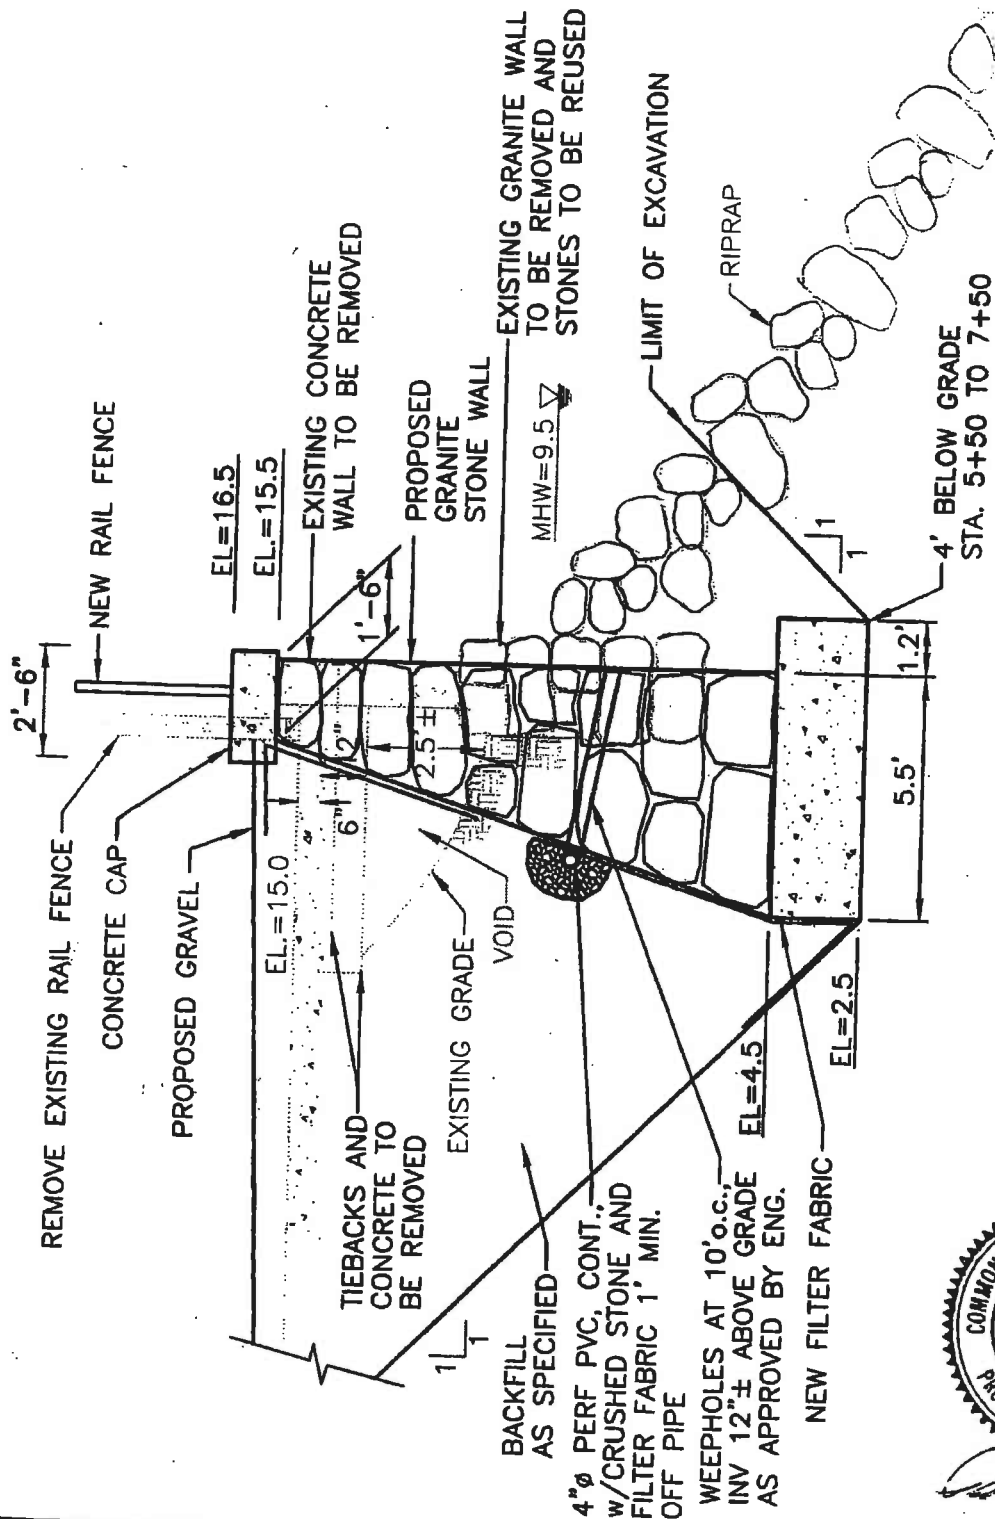 NEW RAIL FENCE
2'-6"
REMOVE EXISTING RAIL FENCE
CONCRETE CAP
PROPOSED GRAVEL
EL=16.5
EL.=15.5
EL.=15.0
EXISTING CONCRETE
WALL TO BE REMOVED
1'-6"
PROPOSED
GRANITE
STONE WALL
EXISTING GRANITE WALL
TO BE REMOVED AND
STONES TO BE REUSED
MHW=9.5
LIMIT OF EXCAVATION
RIPRAP
6"
2"
2.5'±
TIEBACKS AND
CONCRETE TO
BE REMOVED
EXISTING GRADE
VOID
1
1
1
1
4' BELOW GRADE
STA. 5+50 TO 7+50
1.2'
5.5'
BACKFILL
AS SPECIFIED
4"ø PERF PVC, CONT.,
w/CRUSHED STONE AND
FILTER FABRIC 1' MIN.
OFF PIPE
WEEPHOLES AT 10'o.c.,
INV 12"± ABOVE GRADE
AS APPROVED BY ENG.
NEW FILTER FABRIC
EL=4.5
EL=2.5
COMMON